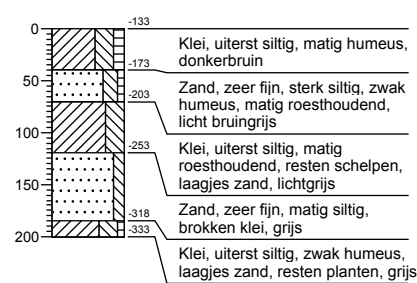 0
-133
Klei, uiterst siltig, matig humeus,
donkerbruin
-173
50
Zand, zeer fijn, sterk siltig, zwak
humeus, matig roesthoudend,
licht bruingrijs
-203
100
Klei, uiterst siltig, matig
roesthoudend, resten schelpen,
laagjes zand, lichtgrijs
-253
150
Zand, zeer fijn, matig siltig,
brokken klei, grijs
-318
200
-333
Klei, uiterst siltig, zwak humeus,
laagjes zand, resten planten, grijs